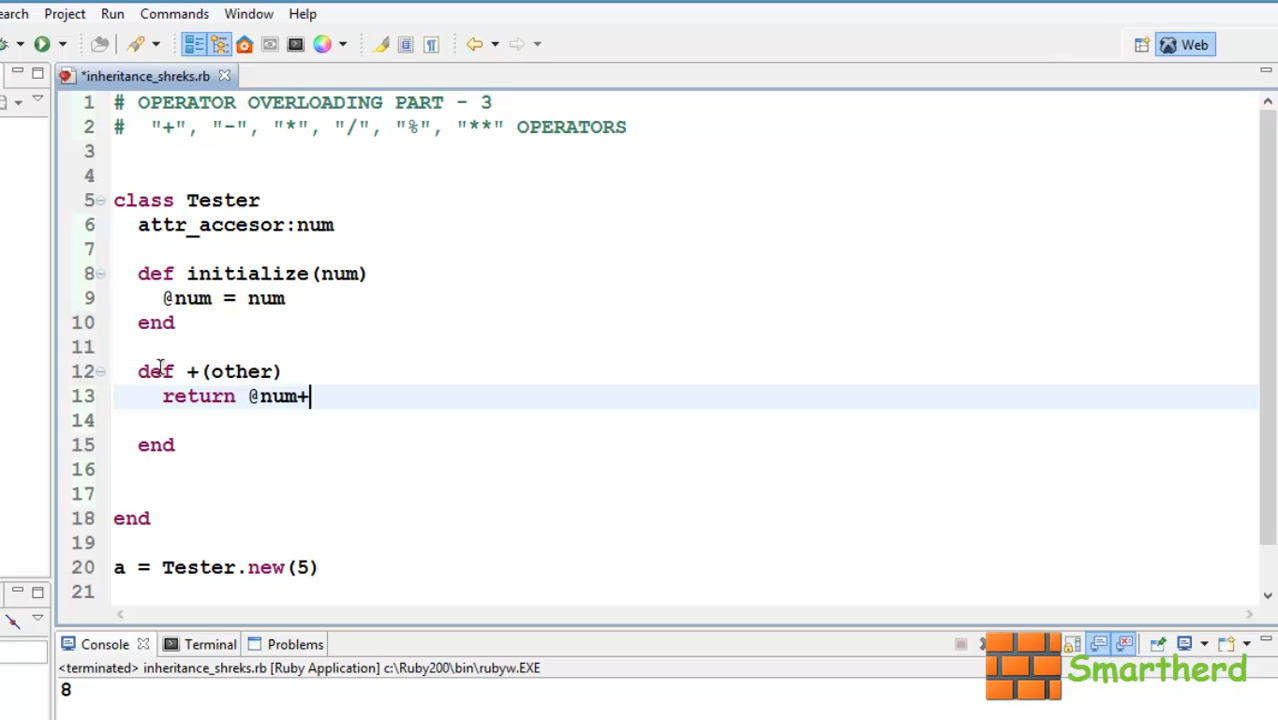 earch Project Run Commands Window Help
Web
*inheritance_shreks.rb
1 # OPERATOR OVERLOADING PART - 3
2 # "+", "-", "*", "/", "%", "**" OPERATORS
3
4
5 class Tester
6 attr_accesor:num
7
8 def initialize(num)
9 @num = num
10 end
11
12 def +(other)
13 return @num+
14
15 end
16
17
18 end
19
20 a = Tester.new(5)
21
Console Terminal Problems
<terminated> inheritance_shreks.rb [Ruby Application] c:\Ruby200\bin\rubyw.EXE
8
Smartherd